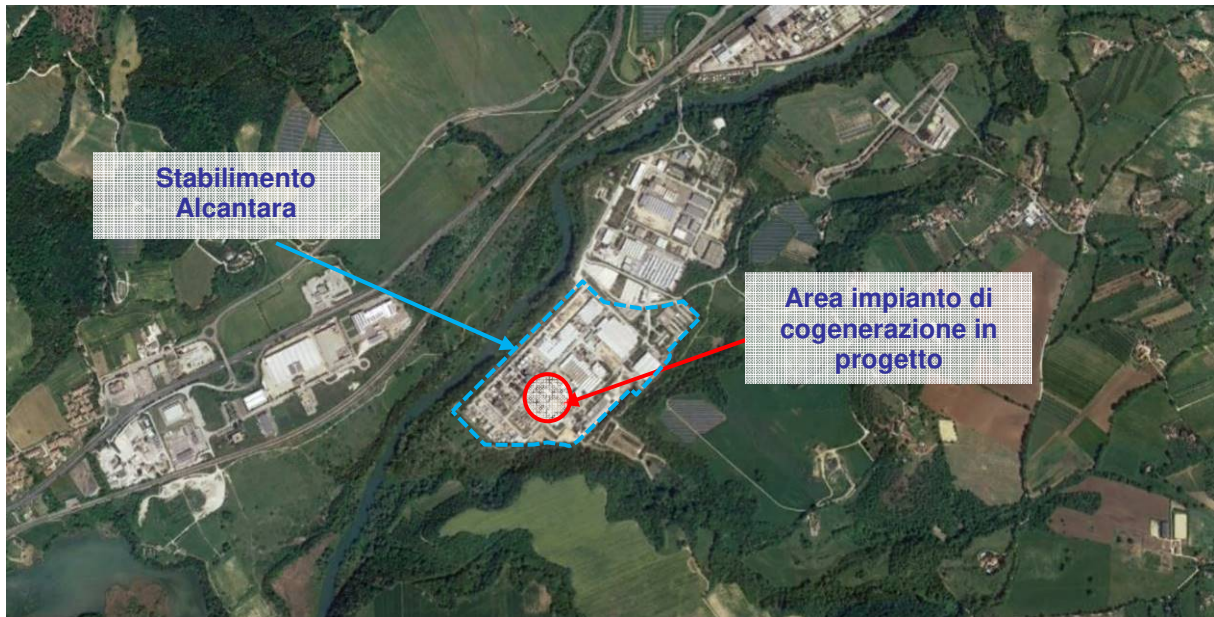 Stabilimento
Alcantara
Area impianto di
cogenerazione in
progetto